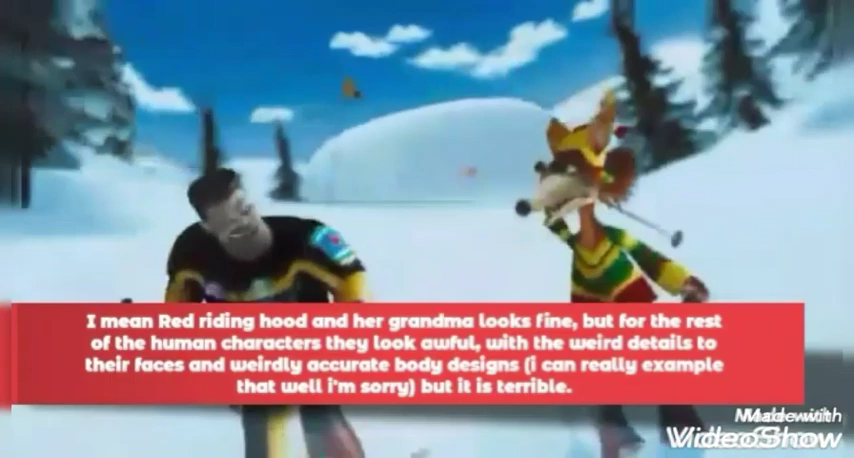 I mean Red riding hood and her grandma looks fine, but for the rest
of the human characters they look awful, with the weird details to
their faces and weirdly accurate body designs (i can really example
that well i'm sorry) but it is terrible.
Made with
VideoShow